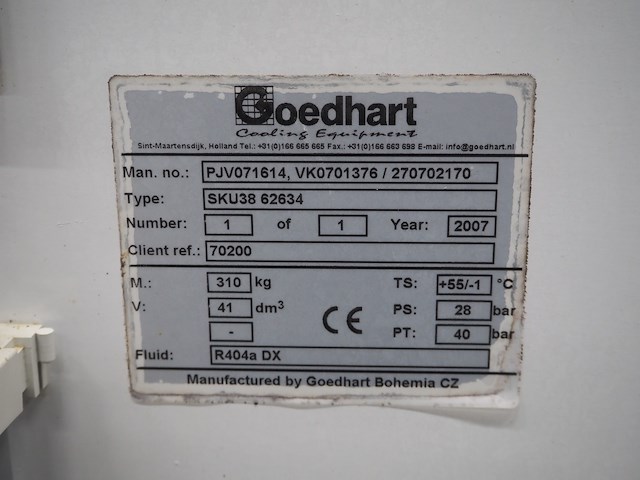 Goedhart
Cooling Equipment
Sint-Maartensdijk, Holland Tel.: +31(0)166 665 665 Fax.: +31(0)166 663 698 E-mail: info@goedhart.nl
Man. no.: PJV071614, VK0701376 / 270702170
Type: SKU38 62634
Number: 1 of 1 Year: 2007
Client ref.: 70200
M.: 310 kg TS: +55/-1 °C
V: 41 dm³ PS: 28 bar
- CE PT: 40 bar
Fluid: R404a DX
Manufactured by Goedhart Bohemia CZ